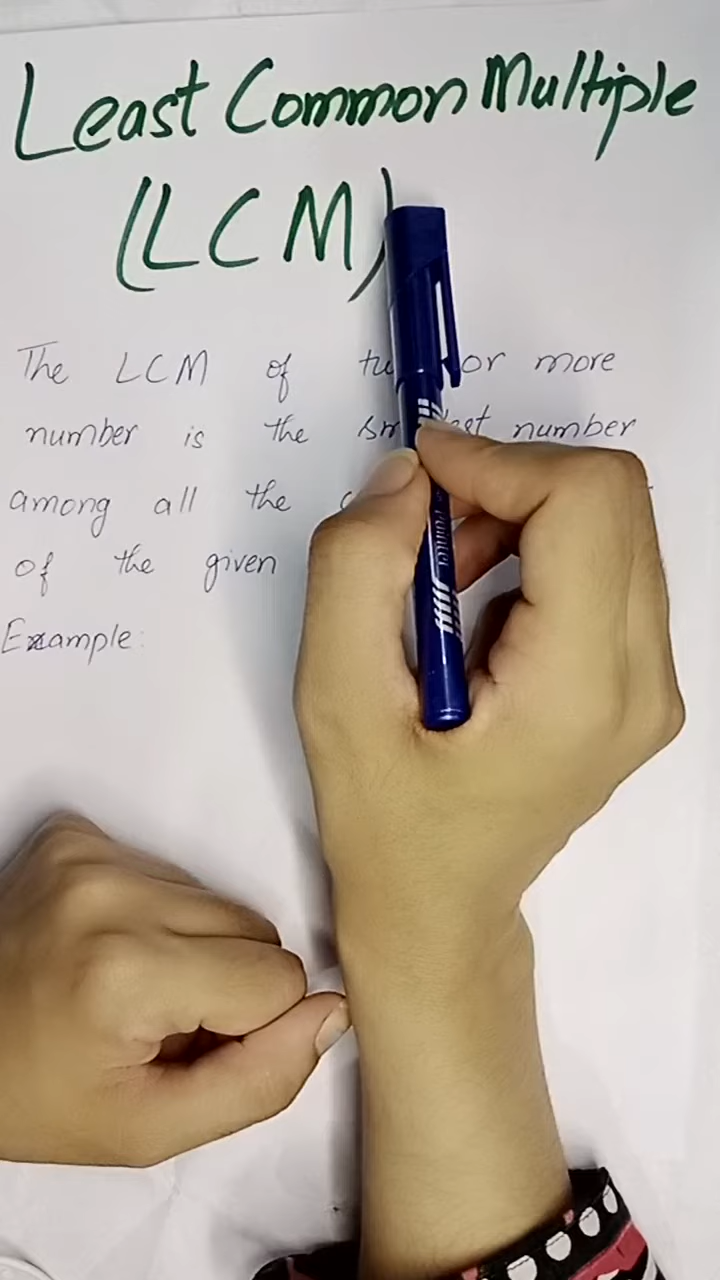 Least Common Multiple
(LCM)
The LCM of or more
number is the number
among all the
of the given
Example:
Pointer